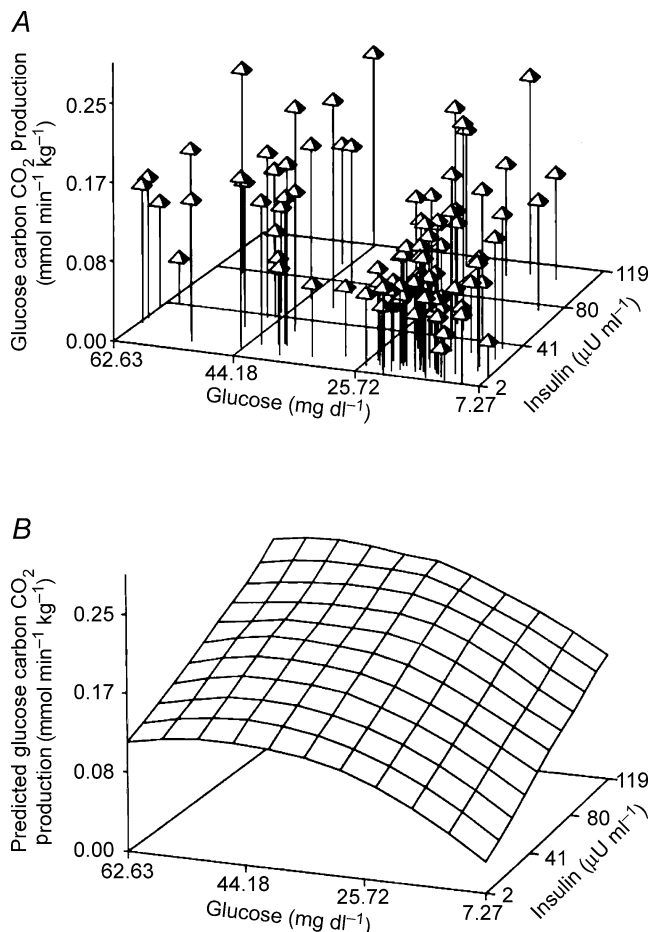 A
Glucose carbon CO2 production
(mmol min–1 kg–1)
0.25
0.17
0.08
0.00
62.63
44.18
25.72
7.27
Glucose (mg dl–1)
2
41
80
119
Insulin (μU ml–1)
B
Predicted glucose carbon CO2
production (mmol min–1 kg–1)
0.25
0.17
0.08
0.00
62.63
44.18
25.72
7.27
Glucose (mg dl–1)
2
41
80
119
Insulin (μU ml–1)